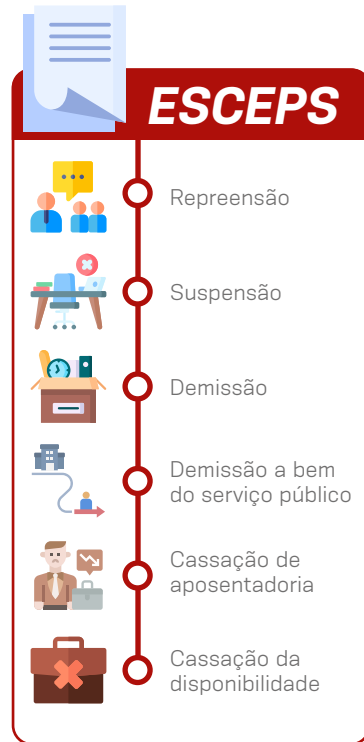 ESCEPS
Repreensão
Suspensão
Demissão
Demissão a bem
do serviço público
Cassação de
aposentadoria
Cassação da
disponibilidade